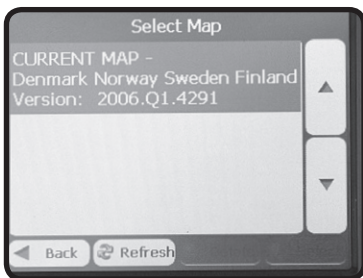 Select Map
CURRENT MAP -
Denmark Norway Sweden Finland
Version: 2006.Q1.4291
Back
Refresh